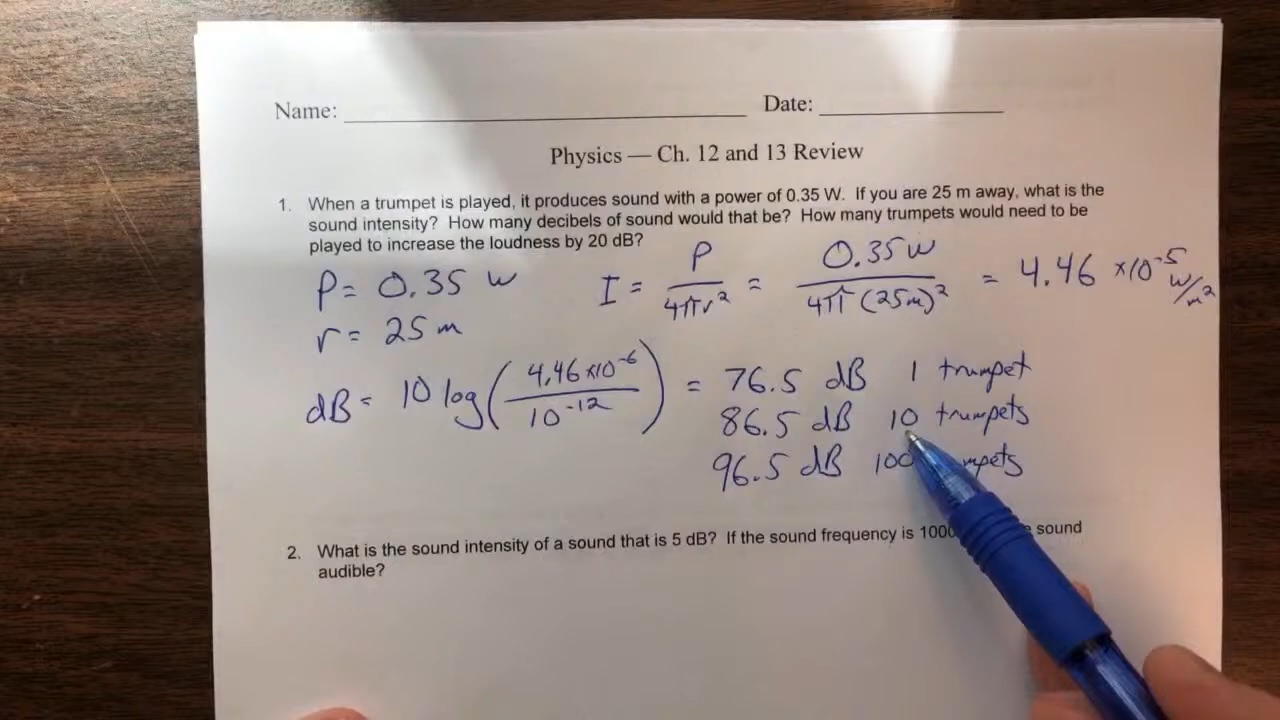 Name: Date:
Physics — Ch. 12 and 13 Review
1. When a trumpet is played, it produces sound with a power of 0.35 W. If you are 25 m away, what is the
sound intensity? How many decibels of sound would that be? How many trumpets would need to be
played to increase the loudness by 20 dB?
P = 0.35 W I = P/4πr² = 0.35W/4π(25m)² = 4.46 ×10⁻⁵ W/m²
r = 25 m
dB = 10 log(4.46×10⁻⁶/10⁻¹²) = 76.5 dB 1 trumpet
86.5 dB 10 trumpets
96.5 dB 100 mpets
2. What is the sound intensity of a sound that is 5 dB? If the sound frequency is 1000 sound
audible?